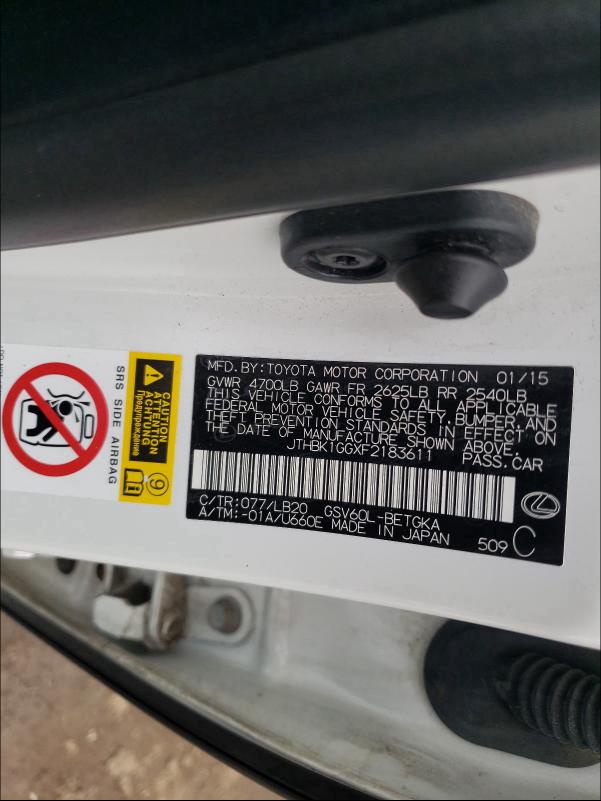 MFD.BY:TOYOTA MOTOR CORPORATION 01/15
GVWR 4700LB GAWR FR 2625LB RR 2540LB
THIS VEHICLE CONFORMS TO ALL APPLICABLE
FEDERAL MOTOR VEHICLE SAFETY,BUMPER,AND
THEFT PREVENTION STANDARDS IN EFFECT ON
THE DATE OF MANUFACTURE SHOWN ABOVE.
JTHBK1GGXF2183611 PASS.CAR
C/TR:077/LB20 GSV60L-BETGKA
A/TM:-01A/U660E MADE IN JAPAN
509 C
CAUTION
ATTENTION
ACHTUNG
Внимание
9
SRS SIDE AIRBAG